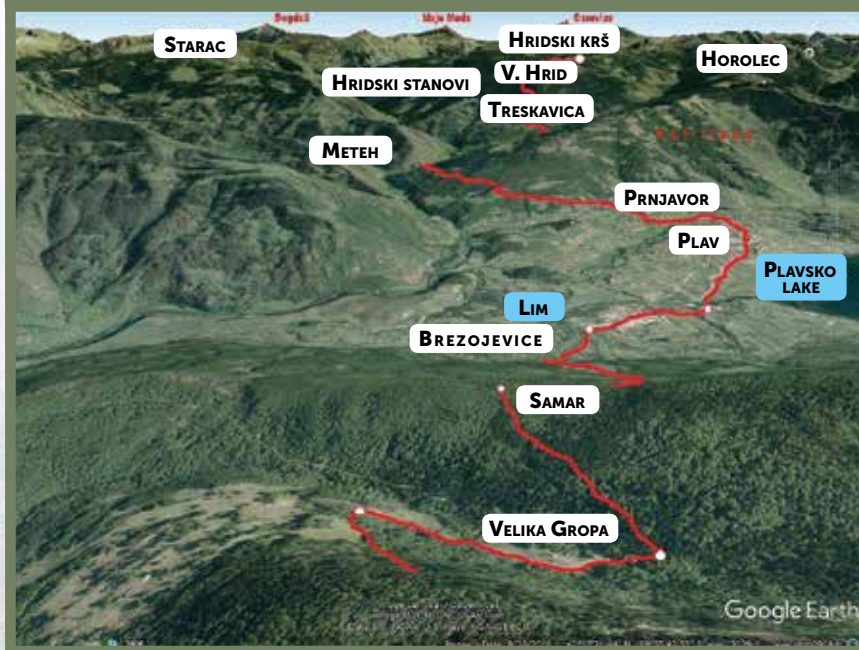 STARAC
HRIDSKI KRŠ
HOROLEC
V. HRID
HRIDSKI STANOVI
TRESKAVICA
METEH
PRNJAVOR
PLAV
PLAVSKO
LAKE
LIM
BREZOJEVICE
SAMAR
VELIKA GROPA
Google Earth